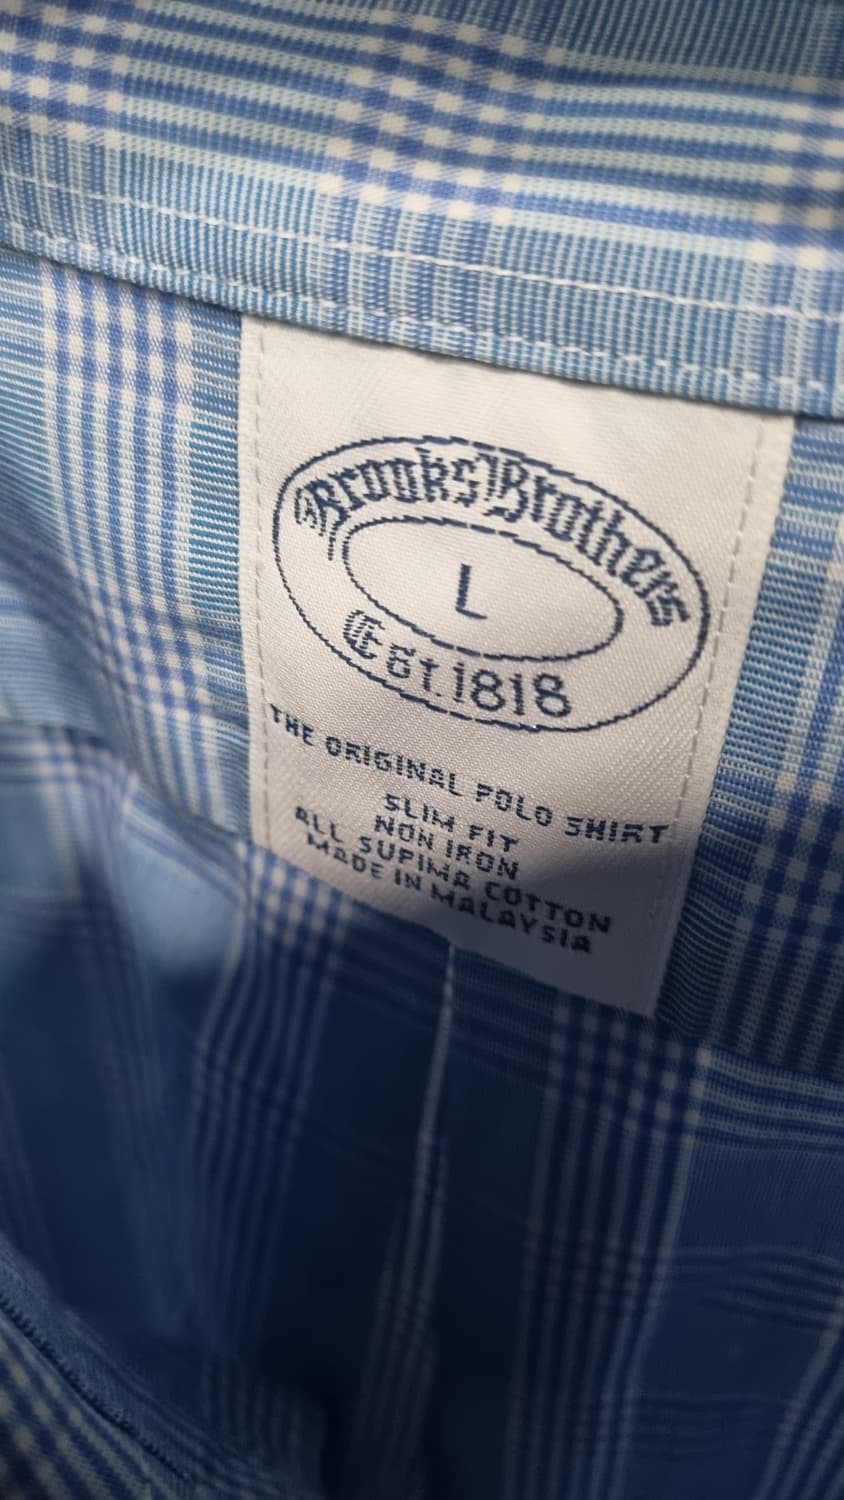 Brooks Brothers
L
Est. 1818
THE ORIGINAL POLO SHIRT
SLIM FIT
NON IRON
ALL SUPIMA COTTON
MADE IN MALAYSIA